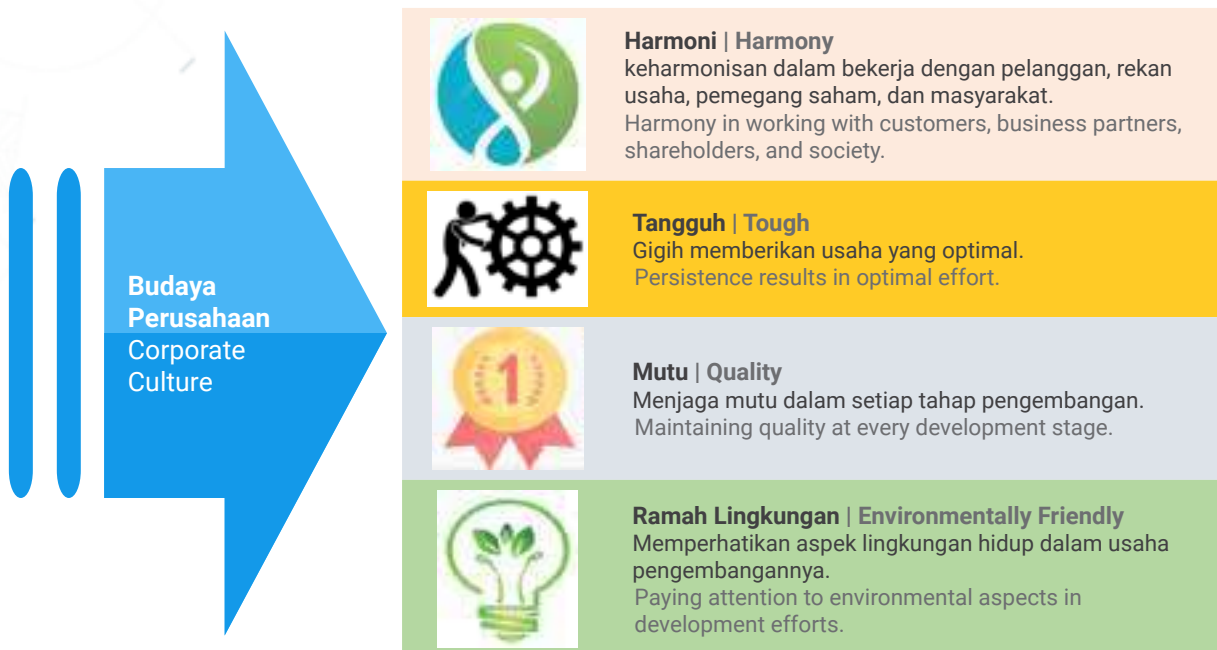 Budaya
Perusahaan
Corporate
Culture
Harmoni | Harmony
keharmonisan dalam bekerja dengan pelanggan, rekan
usaha, pemegang saham, dan masyarakat.
Harmony in working with customers, business partners,
shareholders, and society.
Tangguh | Tough
Gigih memberikan usaha yang optimal.
Persistence results in optimal effort.
1
Mutu | Quality
Menjaga mutu dalam setiap tahap pengembangan.
Maintaining quality at every development stage.
Ramah Lingkungan | Environmentally Friendly
Memperhatikan aspek lingkungan hidup dalam usaha
pengembangannya.
Paying attention to environmental aspects in
development efforts.